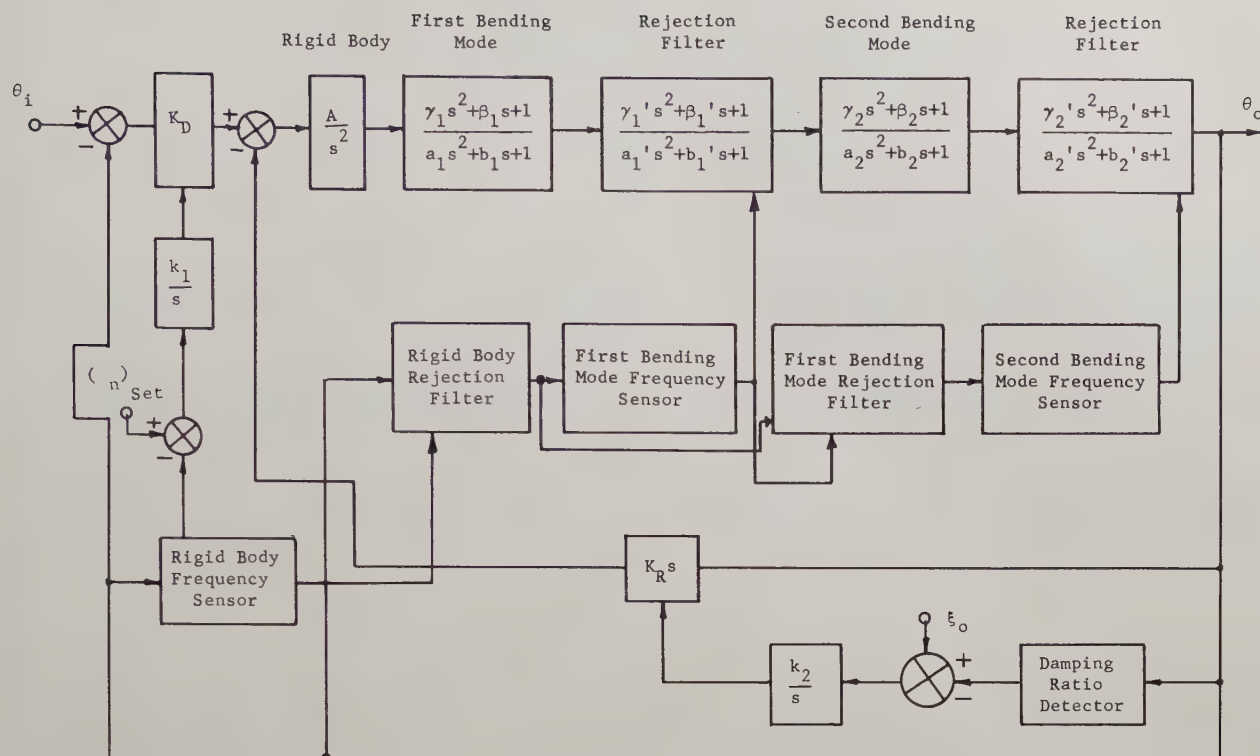 First Bending
Mode
Rejection
Filter
Second Bending
Mode
Rejection
Filter
Rigid Body
θi
+
−
K_D
+
−
A
s²
γ₁s²+β₁s+1
a₁s²+b₁s+1
γ₁'s²+β₁'s+1
a₁'s²+b₁'s+1
γ₂s²+β₂s+1
a₂s²+b₂s+1
γ₂'s²+β₂'s+1
a₂'s²+b₂'s+1
k₁
s
( n)Set
+
−
Rigid Body
Rejection
Filter
First Bending
Mode Frequency
Sensor
First Bending
Mode Rejection
Filter
Second Bending
Mode Frequency
Sensor
Rigid Body
Frequency
Sensor
K_R s
ξo
+
−
k₂
s
Damping
Ratio
Detector